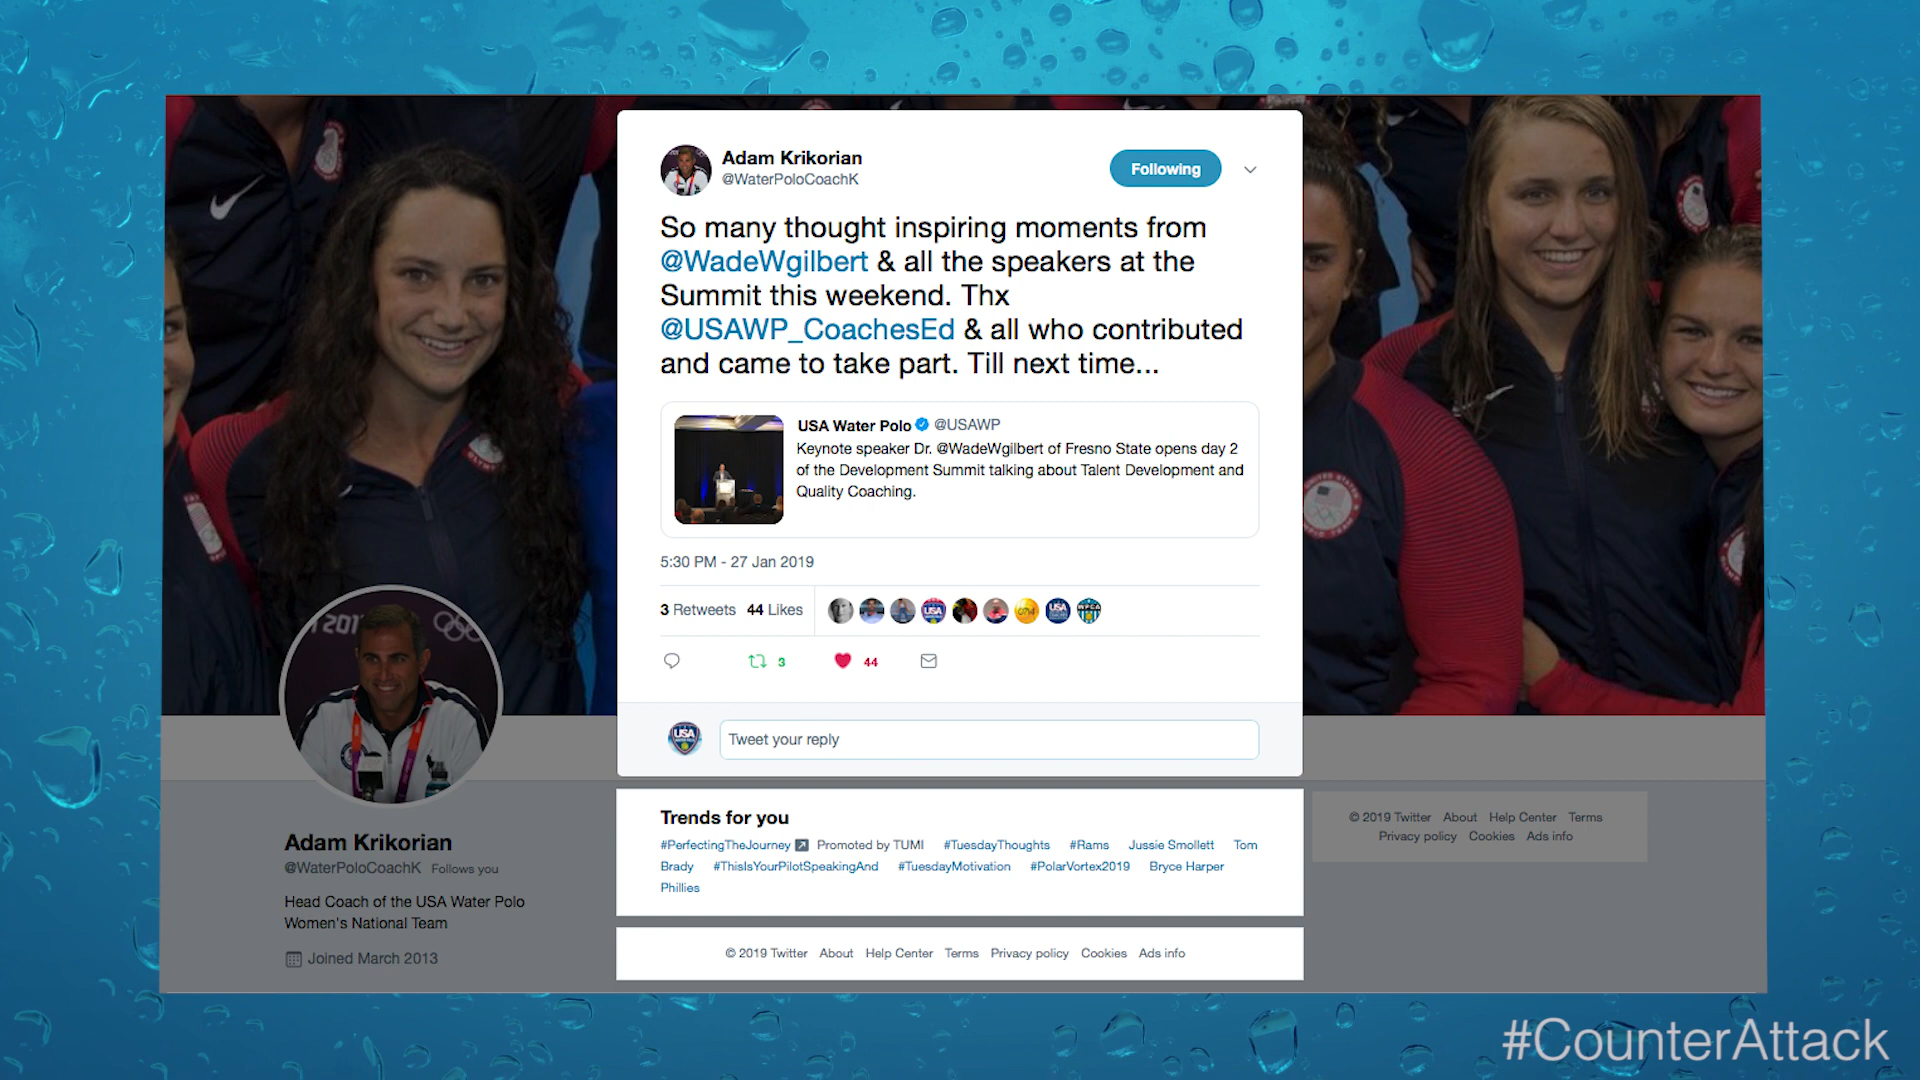 Adam Krikorian
@WaterPoloCoachK
Following
So many thought inspiring moments from
@WadeWgilbert & all the speakers at the
Summit this weekend. Thx
@USAWP_CoachesEd & all who contributed
and came to take part. Till next time...
USA Water Polo @USAWP
Keynote speaker Dr. @WadeWgilbert of Fresno State opens day 2
of the Development Summit talking about Talent Development and
Quality Coaching.
5:30 PM - 27 Jan 2019
3 Retweets 44 Likes
USA
USA
WPCA
3
44
USA
Tweet your reply
Trends for you
#PerfectingTheJourney Promoted by TUMI #TuesdayThoughts #Rams Jussie Smollett Tom
Brady #ThisIsYourPilotSpeakingAnd #TuesdayMotivation #PolarVortex2019 Bryce Harper
Phillies
© 2019 Twitter About Help Center Terms Privacy policy Cookies Ads info
Adam Krikorian
@WaterPoloCoachK Follows you
Head Coach of the USA Water Polo
Women's National Team
Joined March 2013
© 2019 Twitter About Help Center Terms
Privacy policy Cookies Ads info
#CounterAttack